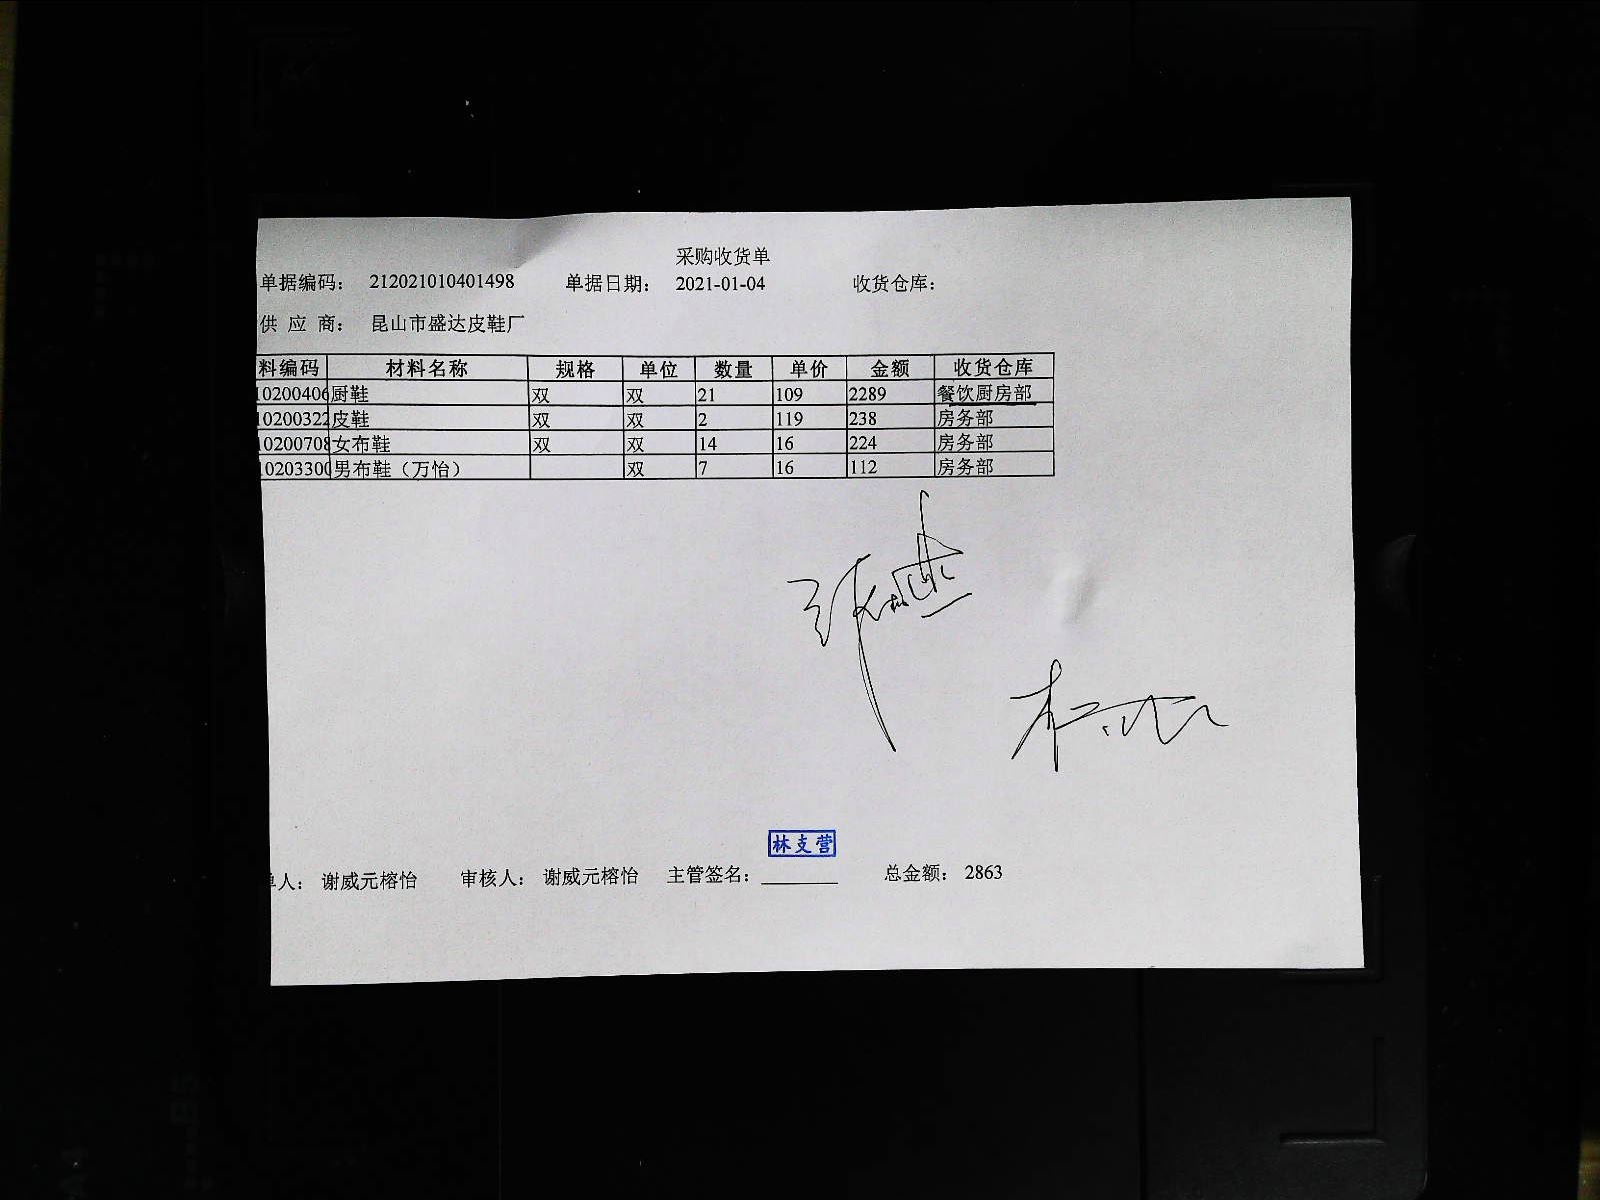 采购收货单
单据编码： 212021010401498 单据日期： 2021-01-04 收货仓库：
供 应 商： 昆山市盛达皮鞋厂
料编码 材料名称 规格 单位 数量 单价 金额 收货仓库
10200406 厨鞋 双 双 21 109 2289 餐饮厨房部
10200322 皮鞋 双 双 2 119 238 房务部
10200708 女布鞋 双 双 14 16 224 房务部
10203300 男布鞋（万怡） 双 7 16 112 房务部
林支营
单人： 谢威元榕怡 审核人： 谢威元榕怡 主管签名： 总金额： 2863